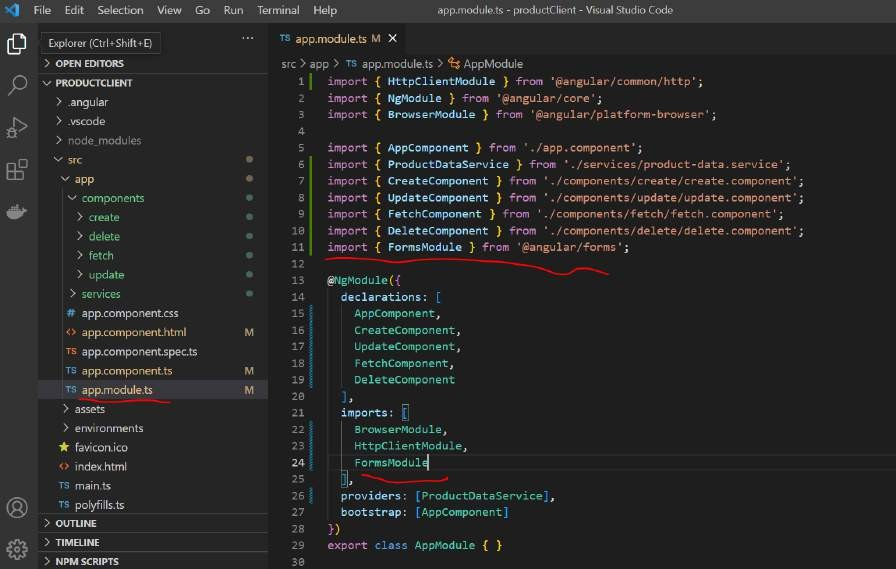 File Edit Selection View Go Run Terminal Help
app.module.ts - productClient - Visual Studio Code
Explorer (Ctrl+Shift+E)
...
OPEN EDITORS
PRODUCTCLIENT
.angular
.vscode
node_modules
src
app
components
create
delete
fetch
update
services
# app.component.css
<> app.component.html M
TS app.component.spec.ts
TS app.component.ts M
TS app.module.ts M
assets
environments
favicon.ico
<> index.html
TS main.ts
TS polyfills.ts
OUTLINE
TIMELINE
NPM SCRIPTS
TS app.module.ts M
src > app > TS app.module.ts > AppModule
1 import { HttpClientModule } from '@angular/common/http';
2 import { NgModule } from '@angular/core';
3 import { BrowserModule } from '@angular/platform-browser';
4
5 import { AppComponent } from './app.component';
6 import { ProductDataService } from './services/product-data.service';
7 import { CreateComponent } from './components/create/create.component';
8 import { UpdateComponent } from './components/update/update.component';
9 import { FetchComponent } from './components/fetch/fetch.component';
10 import { DeleteComponent } from './components/delete/delete.component';
11 import { FormsModule } from '@angular/forms';
12
13 @NgModule({
14 declarations: [
15 AppComponent,
16 CreateComponent,
17 UpdateComponent,
18 FetchComponent,
19 DeleteComponent
20 ],
21 imports: [
22 BrowserModule,
23 HttpClientModule,
24 FormsModule
25 ],
26 providers: [ProductDataService],
27 bootstrap: [AppComponent]
28 })
29 export class AppModule { }
30